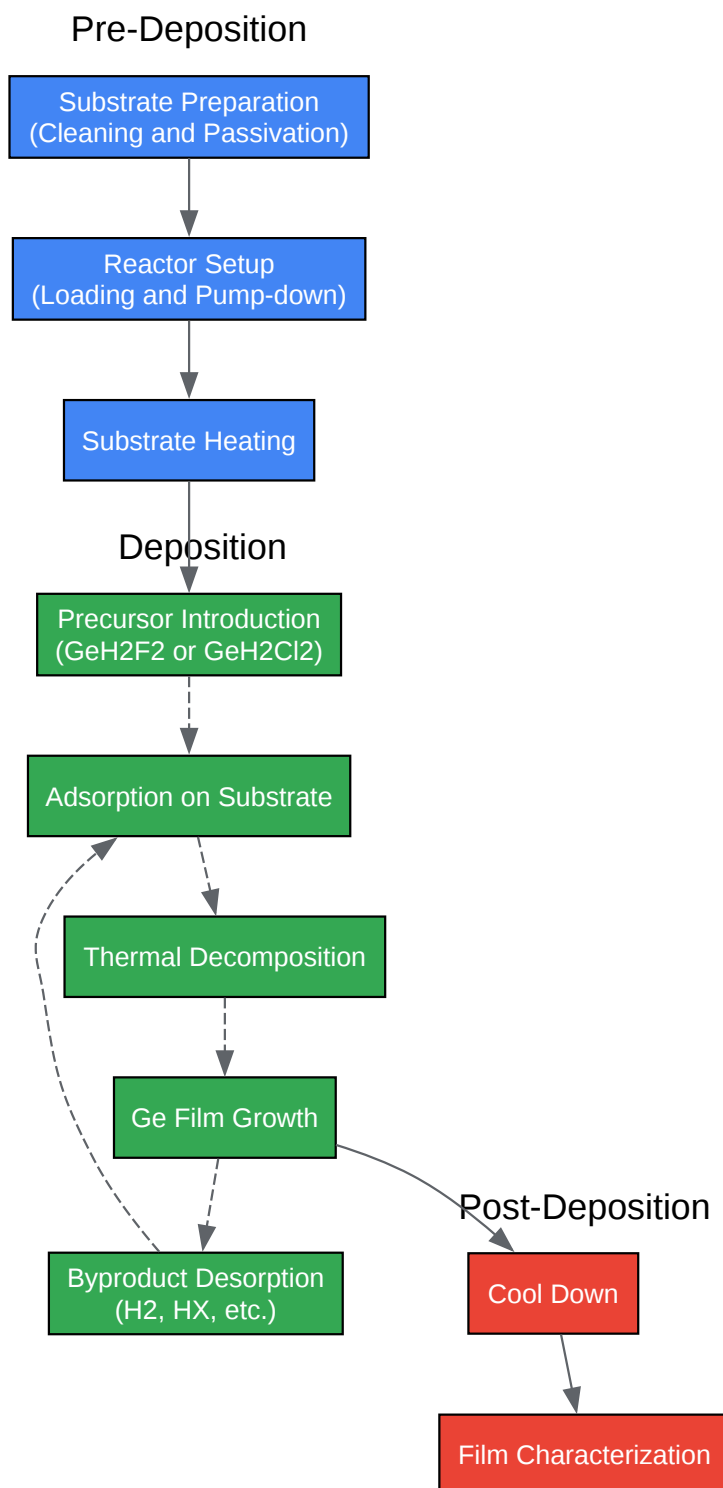 Pre-Deposition
Substrate Preparation
(Cleaning and Passivation)
Reactor Setup
(Loading and Pump-down)
Substrate Heating
Deposition
Precursor Introduction
(GeH2F2 or GeH2Cl2)
Adsorption on Substrate
Thermal Decomposition
Ge Film Growth
Post-Deposition
Byproduct Desorption
(H2, HX, etc.)
Cool Down
Film Characterization